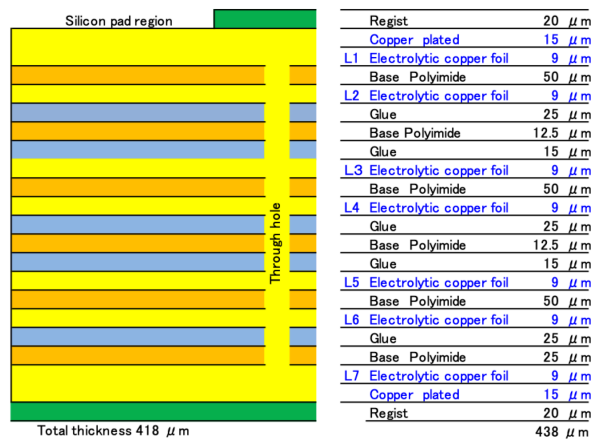 Silicon pad region
Through hole
Total thickness 418 μm
Regist 20 μm
Copper plated 15 μm
L1 Electrolytic copper foil 9 μm
Base Polyimide 50 μm
L2 Electrolytic copper foil 9 μm
Glue 25 μm
Base Polyimide 12.5 μm
Glue 15 μm
L3 Electrolytic copper foil 9 μm
Base Polyimide 50 μm
L4 Electrolytic copper foil 9 μm
Glue 25 μm
Base Polyimide 12.5 μm
Glue 15 μm
L5 Electrolytic copper foil 9 μm
Base Polyimide 50 μm
L6 Electrolytic copper foil 9 μm
Glue 25 μm
Base Polyimide 25 μm
L7 Electrolytic copper foil 9 μm
Copper plated 15 μm
Regist 20 μm
438 μm